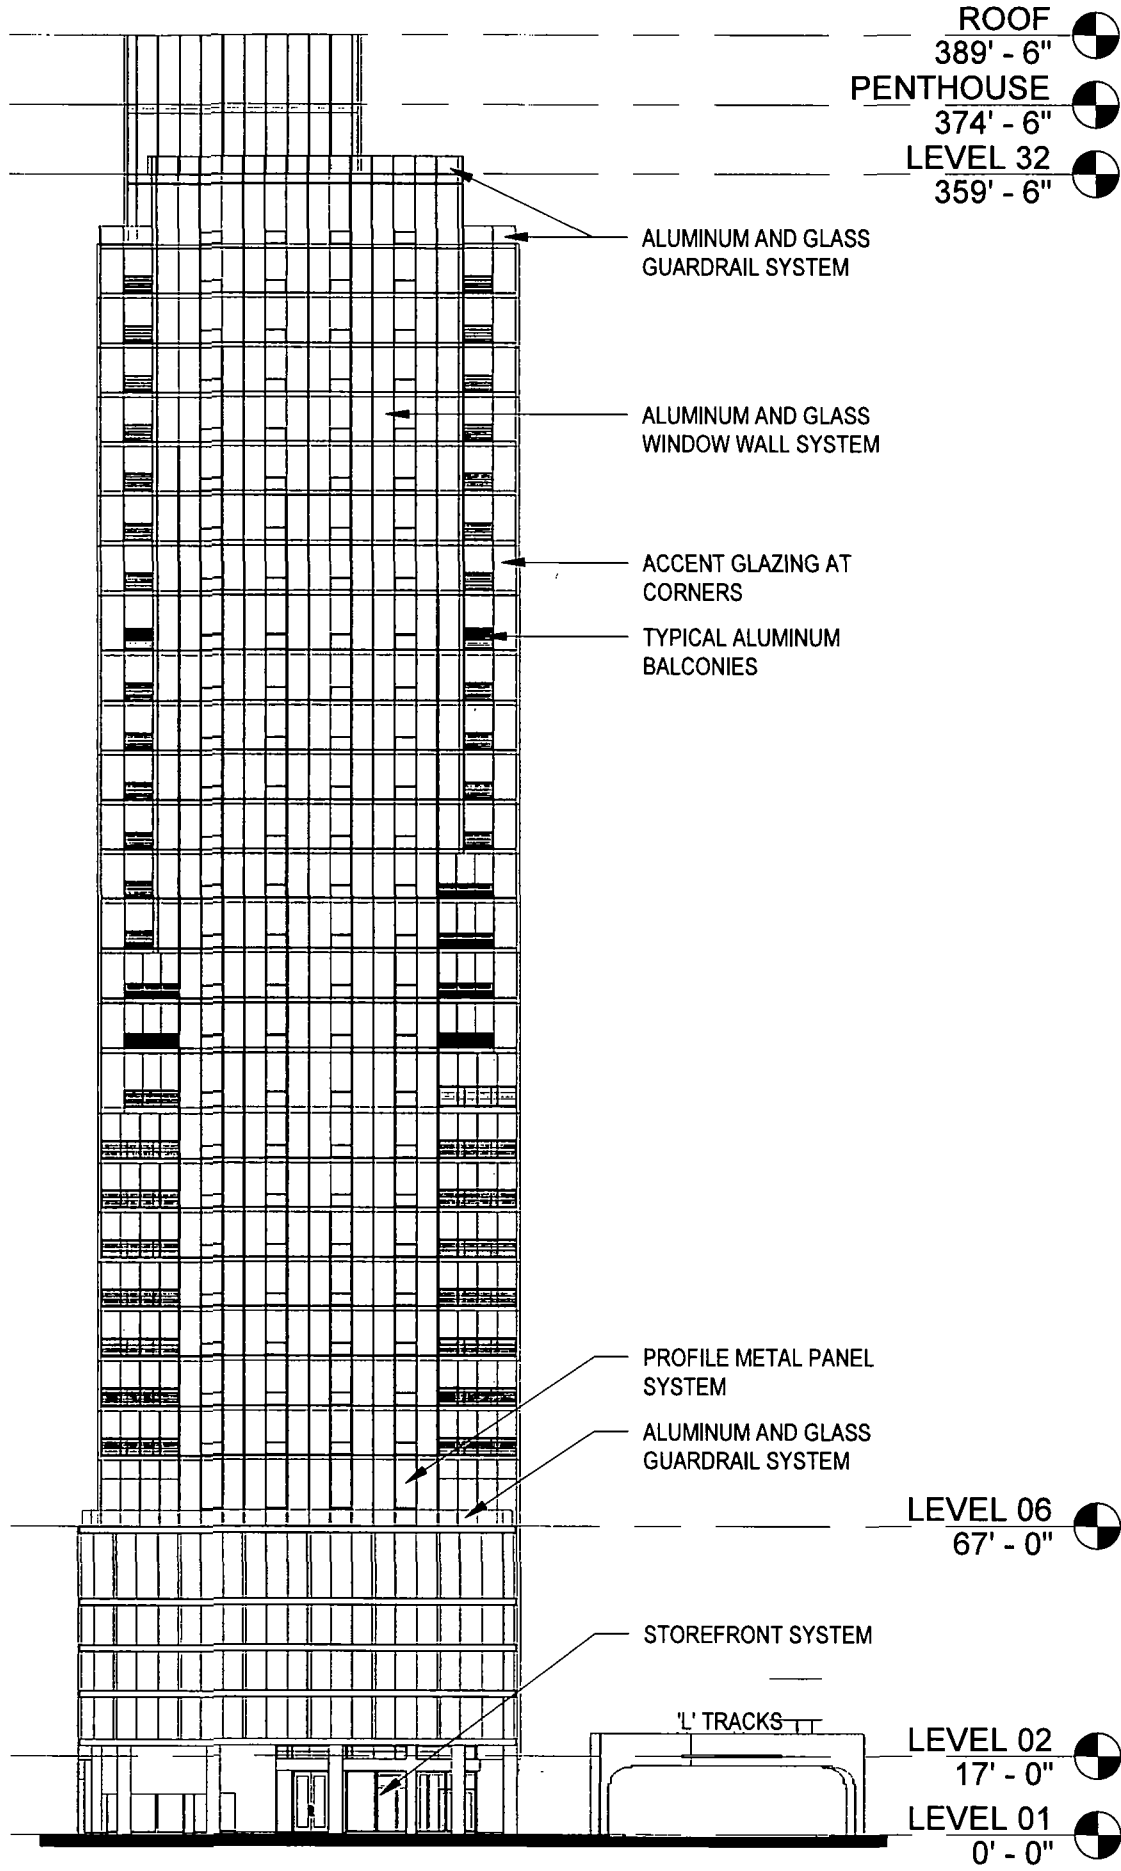 ROOF
389' - 6"
PENTHOUSE
374' - 6"
LEVEL 32
359' - 6"
ALUMINUM AND GLASS
GUARDRAIL SYSTEM
ALUMINUM AND GLASS
WINDOW WALL SYSTEM
ACCENT GLAZING AT
CORNERS
TYPICAL ALUMINUM
BALCONIES
PROFILE METAL PANEL
SYSTEM
ALUMINUM AND GLASS
GUARDRAIL SYSTEM
LEVEL 06
67' - 0"
STOREFRONT SYSTEM
'L' TRACKS
LEVEL 02
17' - 0"
LEVEL 01
0' - 0"